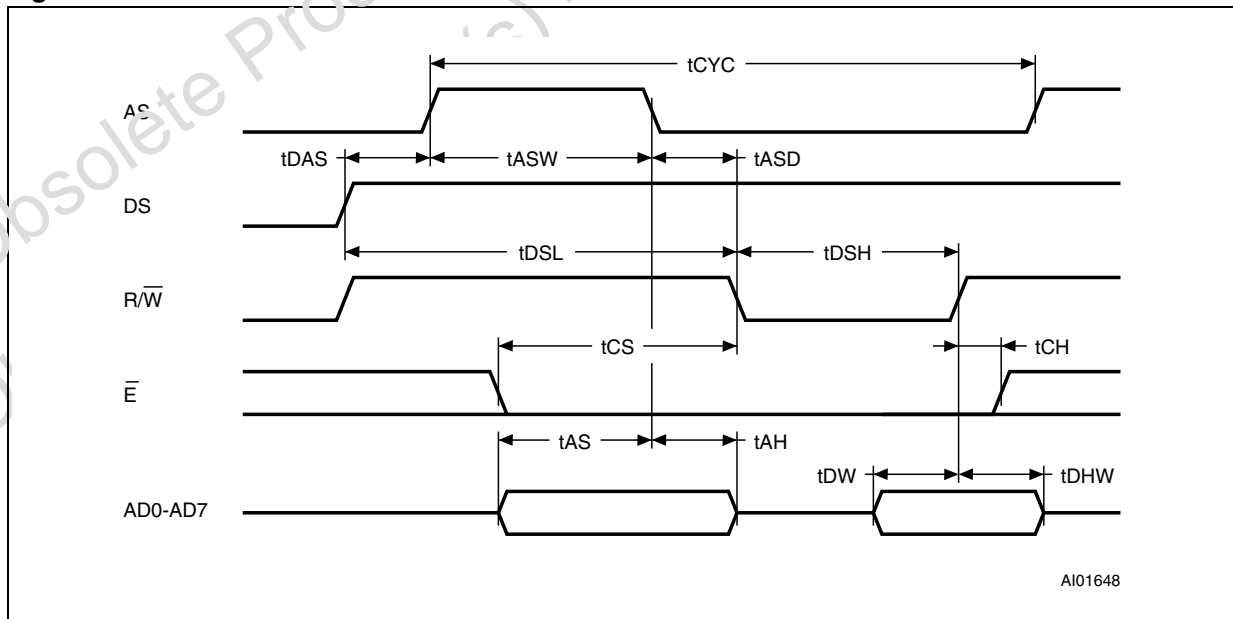 tCYC
AS
tDAS
tASW
tASD
DS
tDSL
tDSH
R/W̅
tCS
tCH
E̅
tAS
tAH
tDW
tDHW
AD0-AD7
AI01648